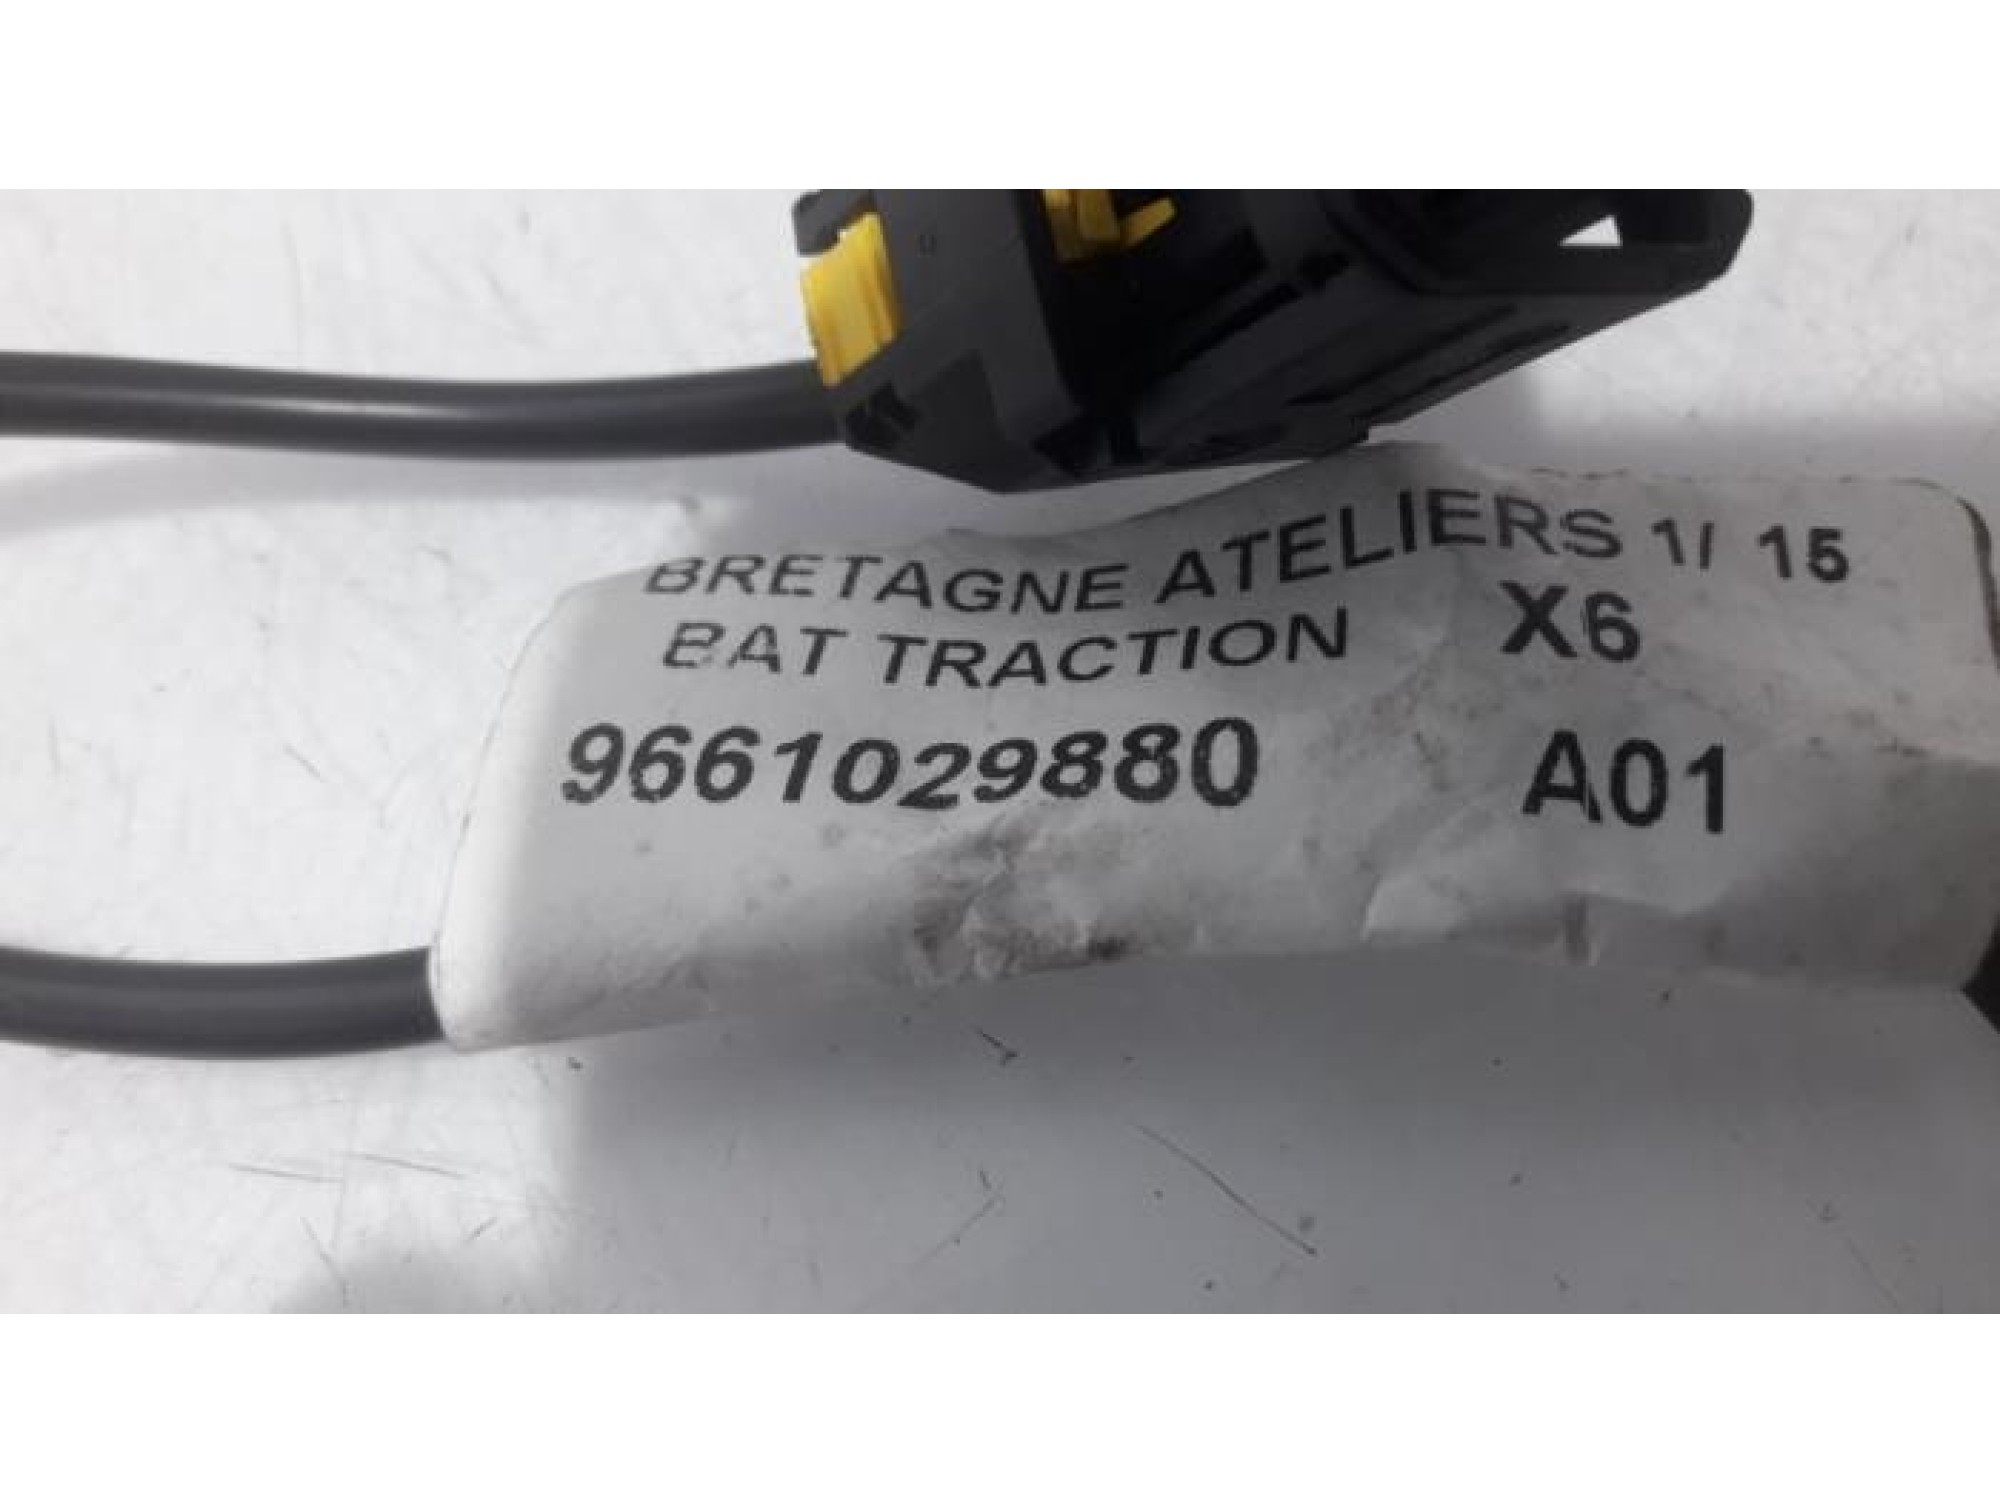 BRETAGNE ATELIERS 1/ 15
BAT TRACTION X6
9661029880 A01